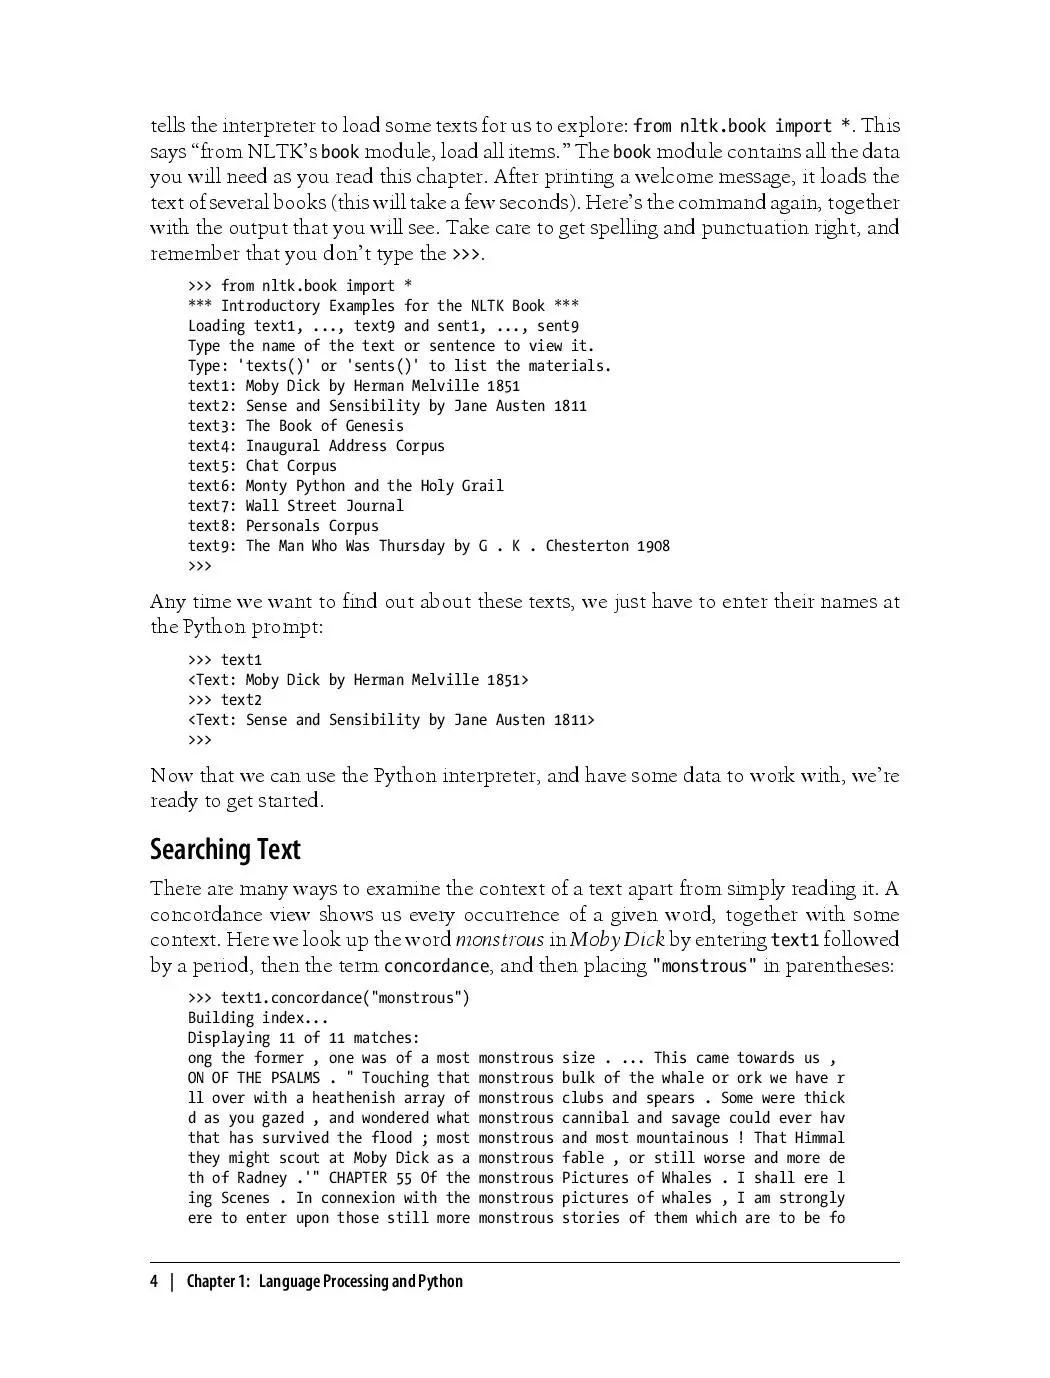 tells the interpreter to load some texts for us to explore: from nltk.book import *. This
says “from NLTK’s book module, load all items.” The book module contains all the data
you will need as you read this chapter. After printing a welcome message, it loads the
text of several books (this will take a few seconds). Here’s the command again, together
with the output that you will see. Take care to get spelling and punctuation right, and
remember that you don’t type the >>>.
>>> from nltk.book import *
*** Introductory Examples for the NLTK Book ***
Loading text1, ..., text9 and sent1, ..., sent9
Type the name of the text or sentence to view it.
Type: 'texts()' or 'sents()' to list the materials.
text1: Moby Dick by Herman Melville 1851
text2: Sense and Sensibility by Jane Austen 1811
text3: The Book of Genesis
text4: Inaugural Address Corpus
text5: Chat Corpus
text6: Monty Python and the Holy Grail
text7: Wall Street Journal
text8: Personals Corpus
text9: The Man Who Was Thursday by G . K . Chesterton 1908
>>>
Any time we want to find out about these texts, we just have to enter their names at
the Python prompt:
>>> text1
<Text: Moby Dick by Herman Melville 1851>
>>> text2
<Text: Sense and Sensibility by Jane Austen 1811>
>>>
Now that we can use the Python interpreter, and have some data to work with, we’re
ready to get started.
Searching Text
There are many ways to examine the context of a text apart from simply reading it. A
concordance view shows us every occurrence of a given word, together with some
context. Here we look up the word monstrous in Moby Dick by entering text1 followed
by a period, then the term concordance, and then placing "monstrous" in parentheses:
>>> text1.concordance("monstrous")
Building index...
Displaying 11 of 11 matches:
ong the former , one was of a most monstrous size . ... This came towards us ,
ON OF THE PSALMS . " Touching that monstrous bulk of the whale or ork we have r
ll over with a heathenish array of monstrous clubs and spears . Some were thick
d as you gazed , and wondered what monstrous cannibal and savage could ever hav
that has survived the flood ; most monstrous and most mountainous ! That Himmal
they might scout at Moby Dick as a monstrous fable , or still worse and more de
th of Radney .'" CHAPTER 55 Of the monstrous Pictures of Whales . I shall ere l
ing Scenes . In connexion with the monstrous pictures of whales , I am strongly
ere to enter upon those still more monstrous stories of them which are to be fo
4 | Chapter 1: Language Processing and Python